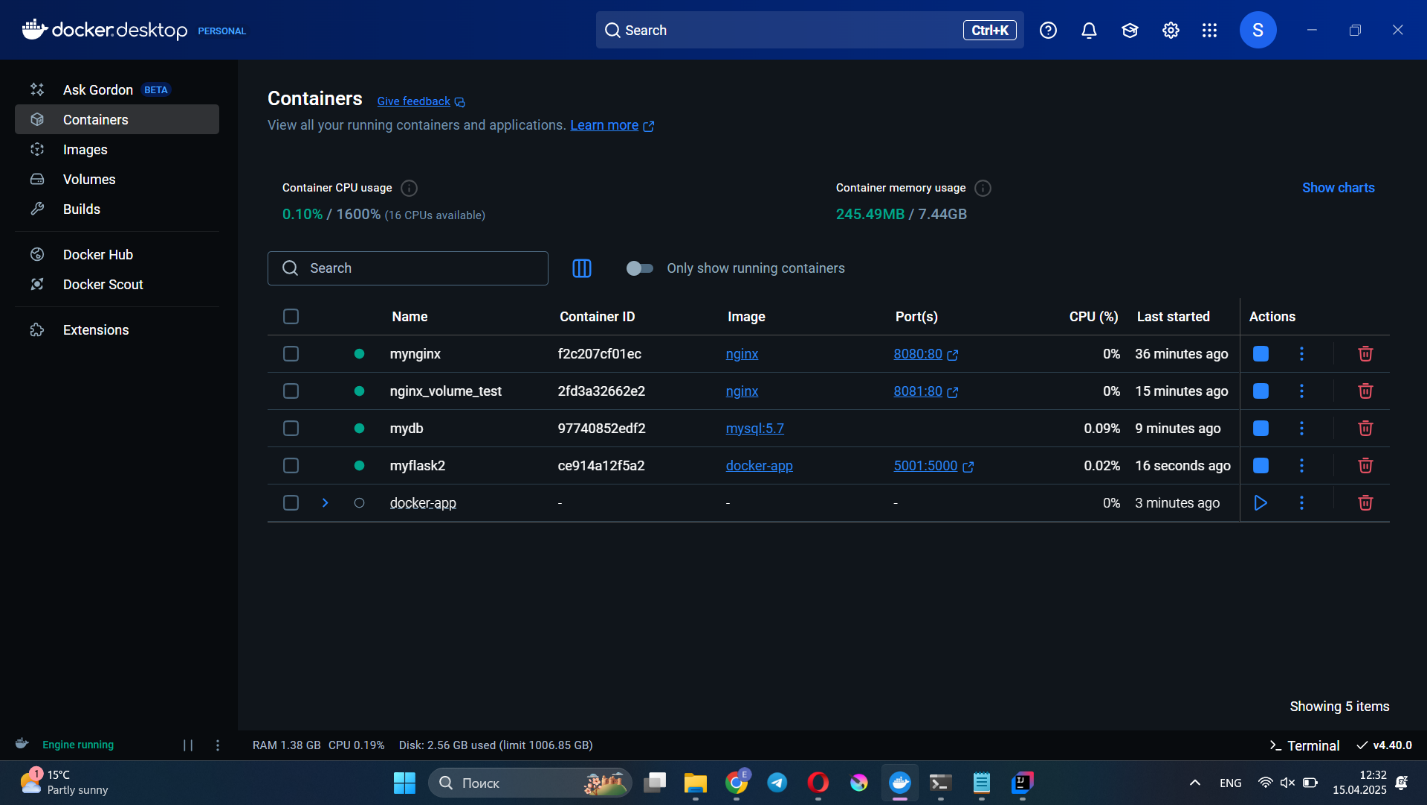 docker.desktop PERSONAL
Search Ctrl+K
S
Ask Gordon BETA
Containers
Images
Volumes
Builds
Docker Hub
Docker Scout
Extensions
Containers Give feedback
View all your running containers and applications. Learn more
Container CPU usage
0.10% / 1600% (16 CPUs available)
Container memory usage
245.49MB / 7.44GB
Show charts
Search
Only show running containers
Name Container ID Image Port(s) CPU (%) Last started Actions
mynginx f2c207cf01ec nginx 8080:80 0% 36 minutes ago
nginx_volume_test 2fd3a32662e2 nginx 8081:80 0% 15 minutes ago
mydb 97740852edf2 mysql:5.7 0.09% 9 minutes ago
myflask2 ce914a12f5a2 docker-app 5001:5000 0.02% 16 seconds ago
docker-app - - - 0% 3 minutes ago
Showing 5 items
Engine running
RAM 1.38 GB CPU 0.19% Disk: 2.56 GB used (limit 1006.85 GB)
Terminal v4.40.0
1
15°C
Partly sunny
Поиск
E
ENG
12:32
15.04.2025